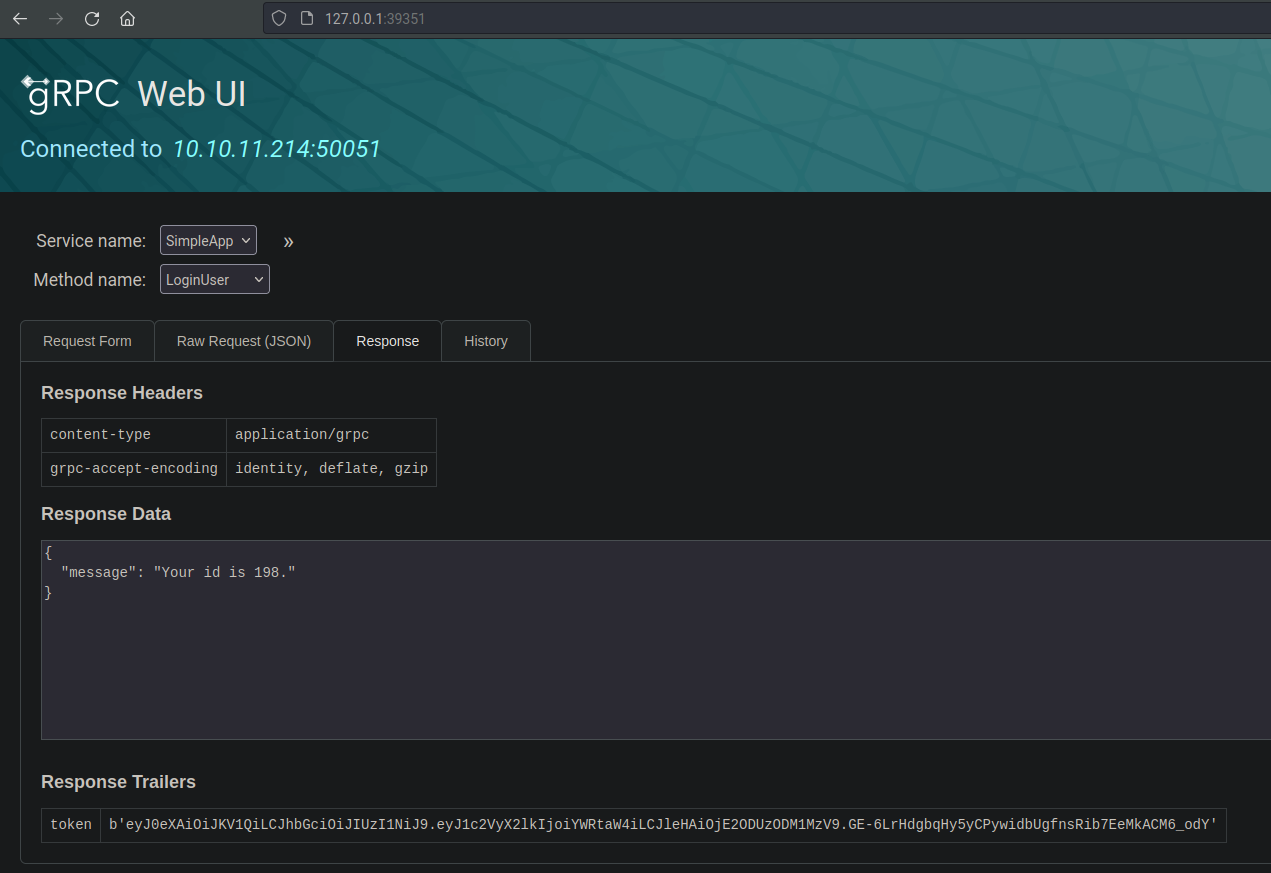 127.0.0.1:39351
gRPC Web UI
Connected to 10.10.11.214:50051
Service name: SimpleApp »
Method name: LoginUser
Request Form Raw Request (JSON) Response History
Response Headers
content-type application/grpc
grpc-accept-encoding identity, deflate, gzip
Response Data
{
"message": "Your id is 198."
}
Response Trailers
token b'eyJ0eXAiOiJKV1QiLCJhbGciOiJIUzI1NiJ9.eyJ1c2VyX2lkIjoiYWRtaW4iLCJleHAiOjE2ODUzODM1MzV9.GE-6LrHdgbqHy5yCPywidbUgfnsRib7EeMkACM6_odY'